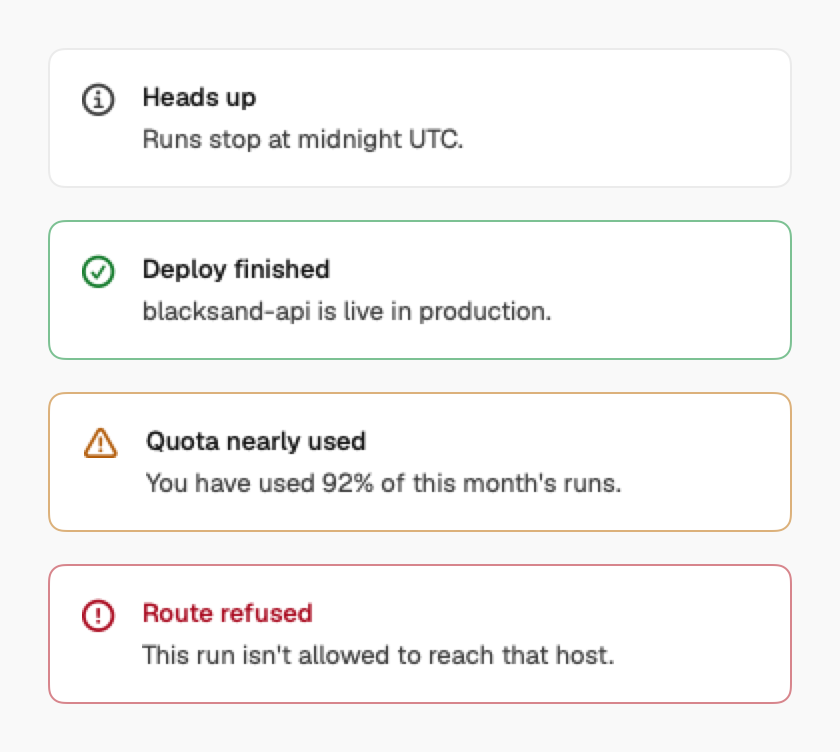 Heads up
Runs stop at midnight UTC.
Deploy finished
blacksand-api is live in production.
Quota nearly used
You have used 92% of this month's runs.
Route refused
This run isn't allowed to reach that host.